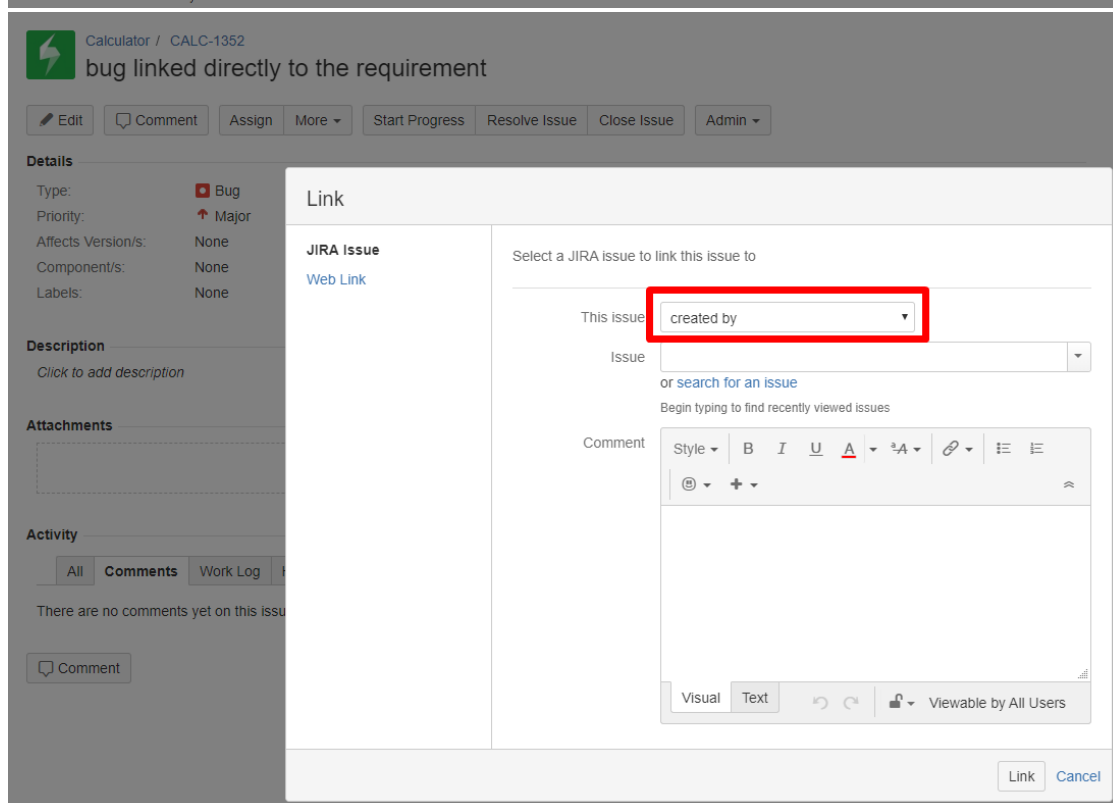 Calculator / CALC-1352
bug linked directly to the requirement
Edit Comment Assign More Start Progress Resolve Issue Close Issue Admin
Details
Type: Bug
Priority: Major
Affects Version/s: None
Component/s: None
Labels: None
Description
Click to add description
Attachments
Activity
All Comments Work Log
There are no comments yet on this issu
Comment
Link
JIRA Issue
Web Link
Select a JIRA issue to link this issue to
This issue created by
Issue
or search for an issue
Begin typing to find recently viewed issues
Comment
Style B I U A ªA
Visual Text Viewable by All Users
Link Cancel